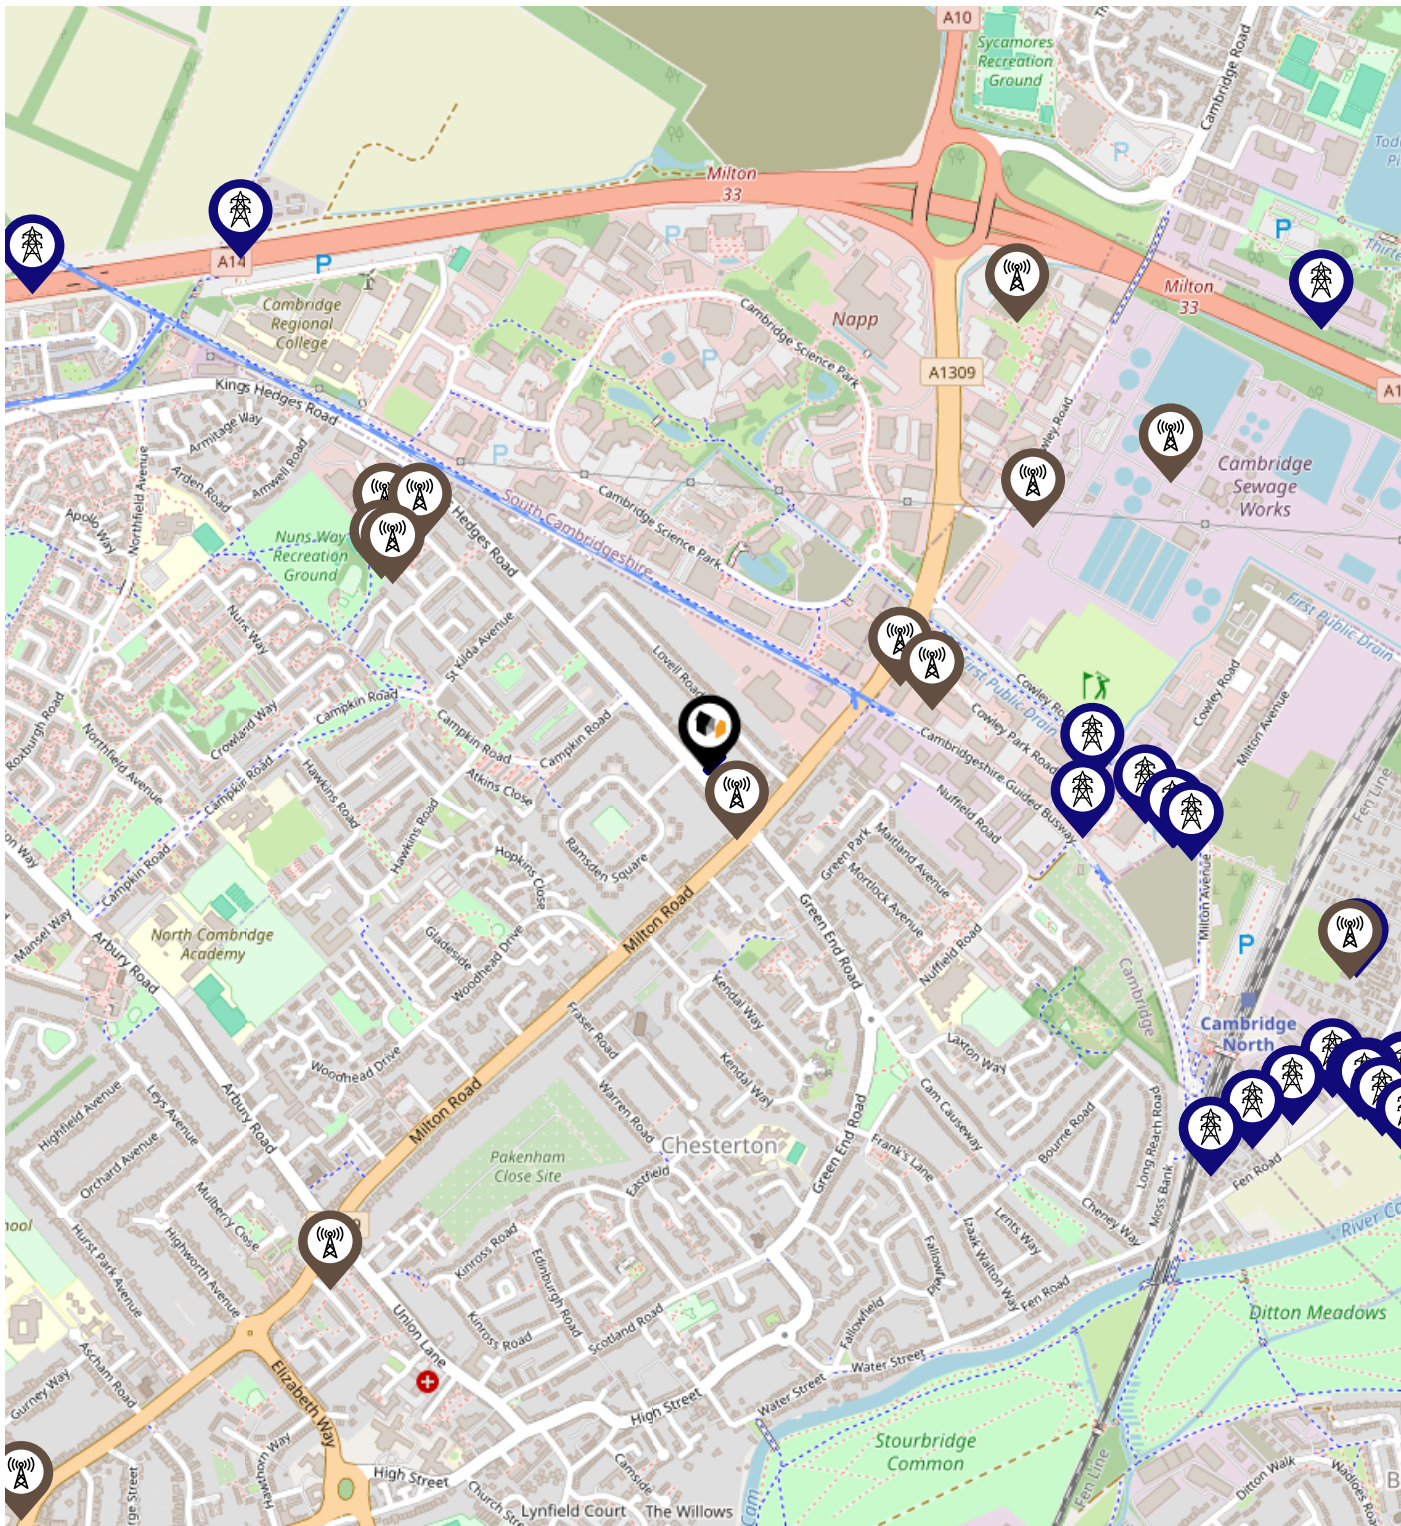 A10
Sycamores
Recreation
Ground
Cambridge Road
P
Milton
33
P
P
A14
P
Milton
33
Cambridge
Regional
College
Napp
Cambridge Science Park
P
A1309
Kings Hedges Road
Armitage Way
Arden Road
Amwell Road
Northfield Avenue
Apollo Way
P
Cambridge
Sewage
Works
Nuns Way
Recreation
Ground
Hedges Road
South Cambridgeshire
Cambridge Science Park
First Public Drain
Nuns Way
St Kilda Avenue
Lovell Road
First Public Drain
Cowley Road
Milton Avenue
Roxburgh Road
Northfield Avenue
Crowland Way
Campkin Road
Campkin Road
Campkin Road
Cowley Park Road
Cambridgeshire Guided Busway
Fen Line
Campkin Road
Hawkins Road
Atkins Close
Hawkins Road
Nuffield Road
Campkin Road
Ramsden Square
Green Park
Maitland Avenue
Mortlock Avenue
Hopkins Close
Milton Avenue
Mansel Way
Arbury Road
North Cambridge
Academy
Gladeside
Woodhead Drive
Milton Road
Green End Road
Nuffield Road
P
Kendal Way
Fraser Road
Cambridge
Cambridge
North
Woodhead Drive
Kendal Way
Laxton Way
Highfield Avenue
Leys Avenue
Arbury Road
Milton Road
Warren Road
Cam Causeway
Bourne Road
Long Reach Road
Orchard Avenue
Pakenham
Close Site
Chesterton
Eastfield
Green End Road
Frank's Lane
Moss Bank
Fen Road
Mulberry Close
Hurst Park Avenue
Highworth Avenue
Kinross Road
Edinburgh Road
Izaak Walton Way
Lents Way
Cheney Way
Fallowfield
Fen Road
Union Lane
Kinross Road
Scotland Road
Fallowfield
Ditton Meadows
Ascham Road
Gurney Way
Elizabeth Way
Water Street
Water Street
High Street
Hawthorn Way
High Street
Church Street
Camside
Stourbridge
Common
Fen Line
Ditton Walk
Lynfield Court
The Willows
Cam